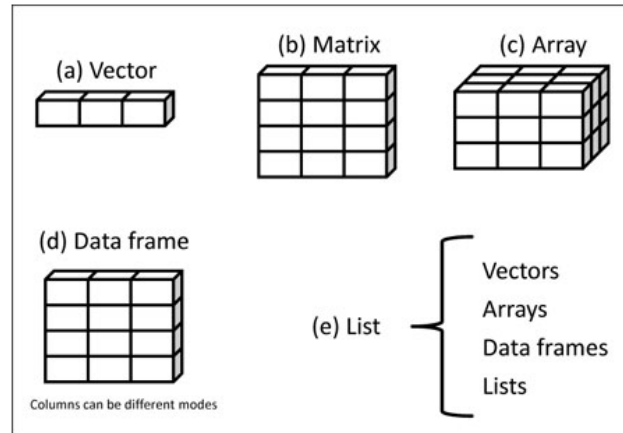 (a) Vector
(b) Matrix
(c) Array
(d) Data frame
Columns can be different modes
(e) List
Vectors
Arrays
Data frames
Lists